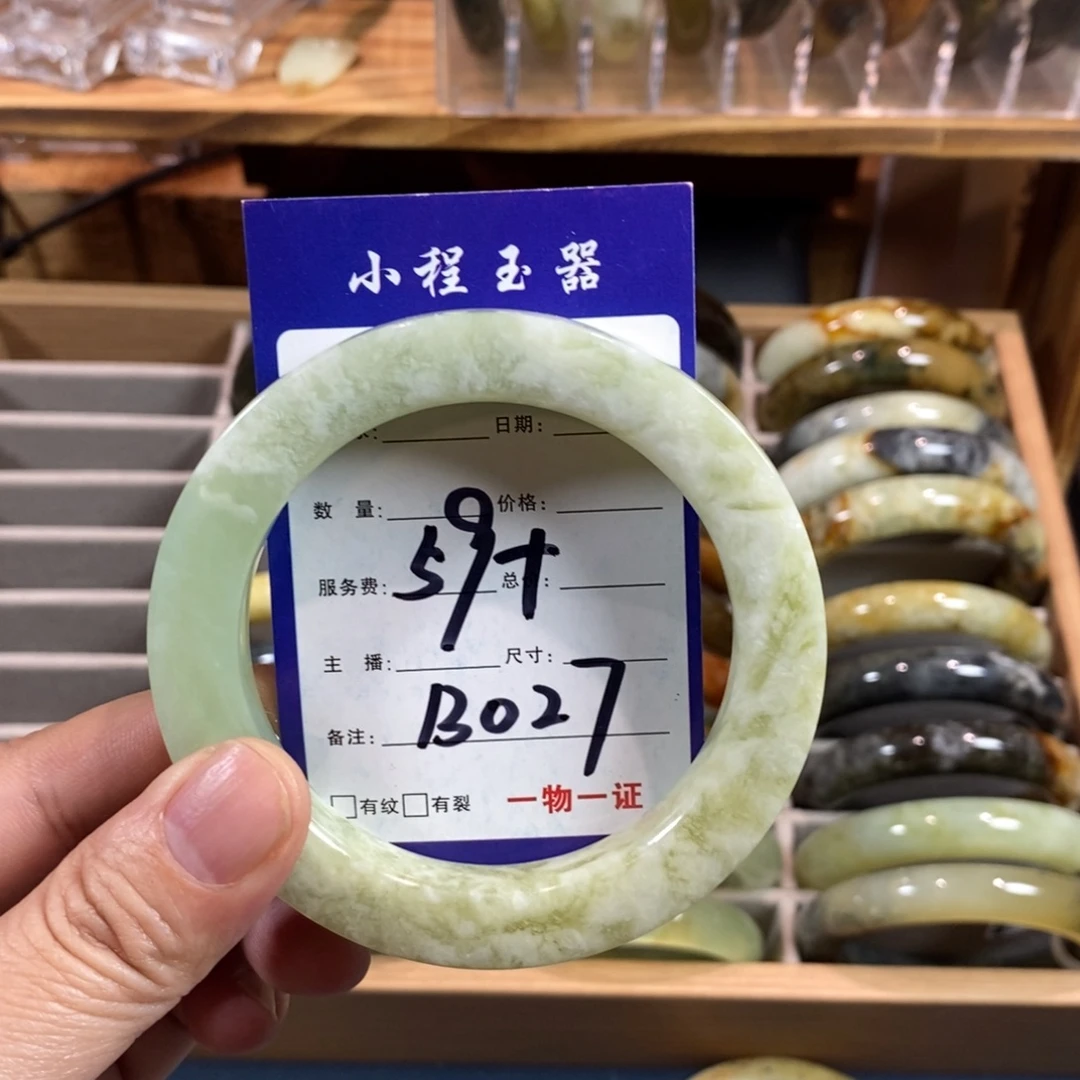 小程玉器
日期:
数 量: 价格:
59+
服务费: 总
主 播: 尺寸:
B027
备注:
有纹 有裂 一物一证